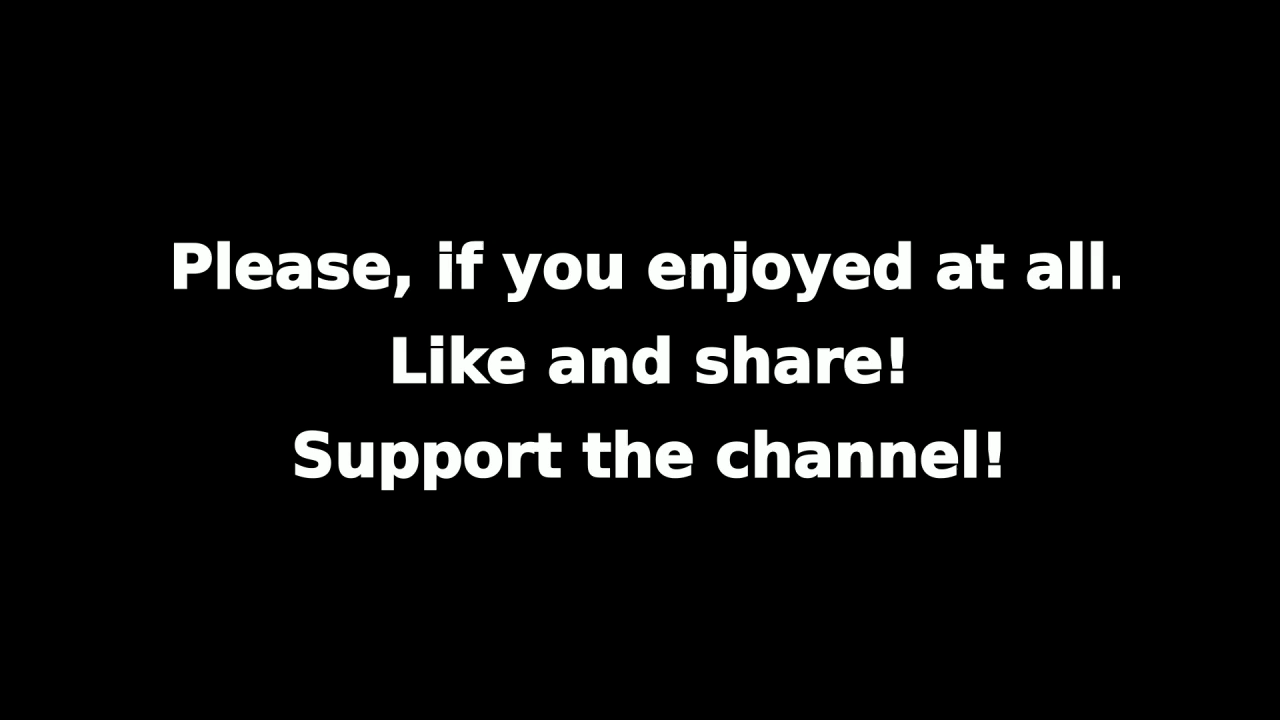 Please, if you enjoyed at all.
Like and share!
Support the channel!